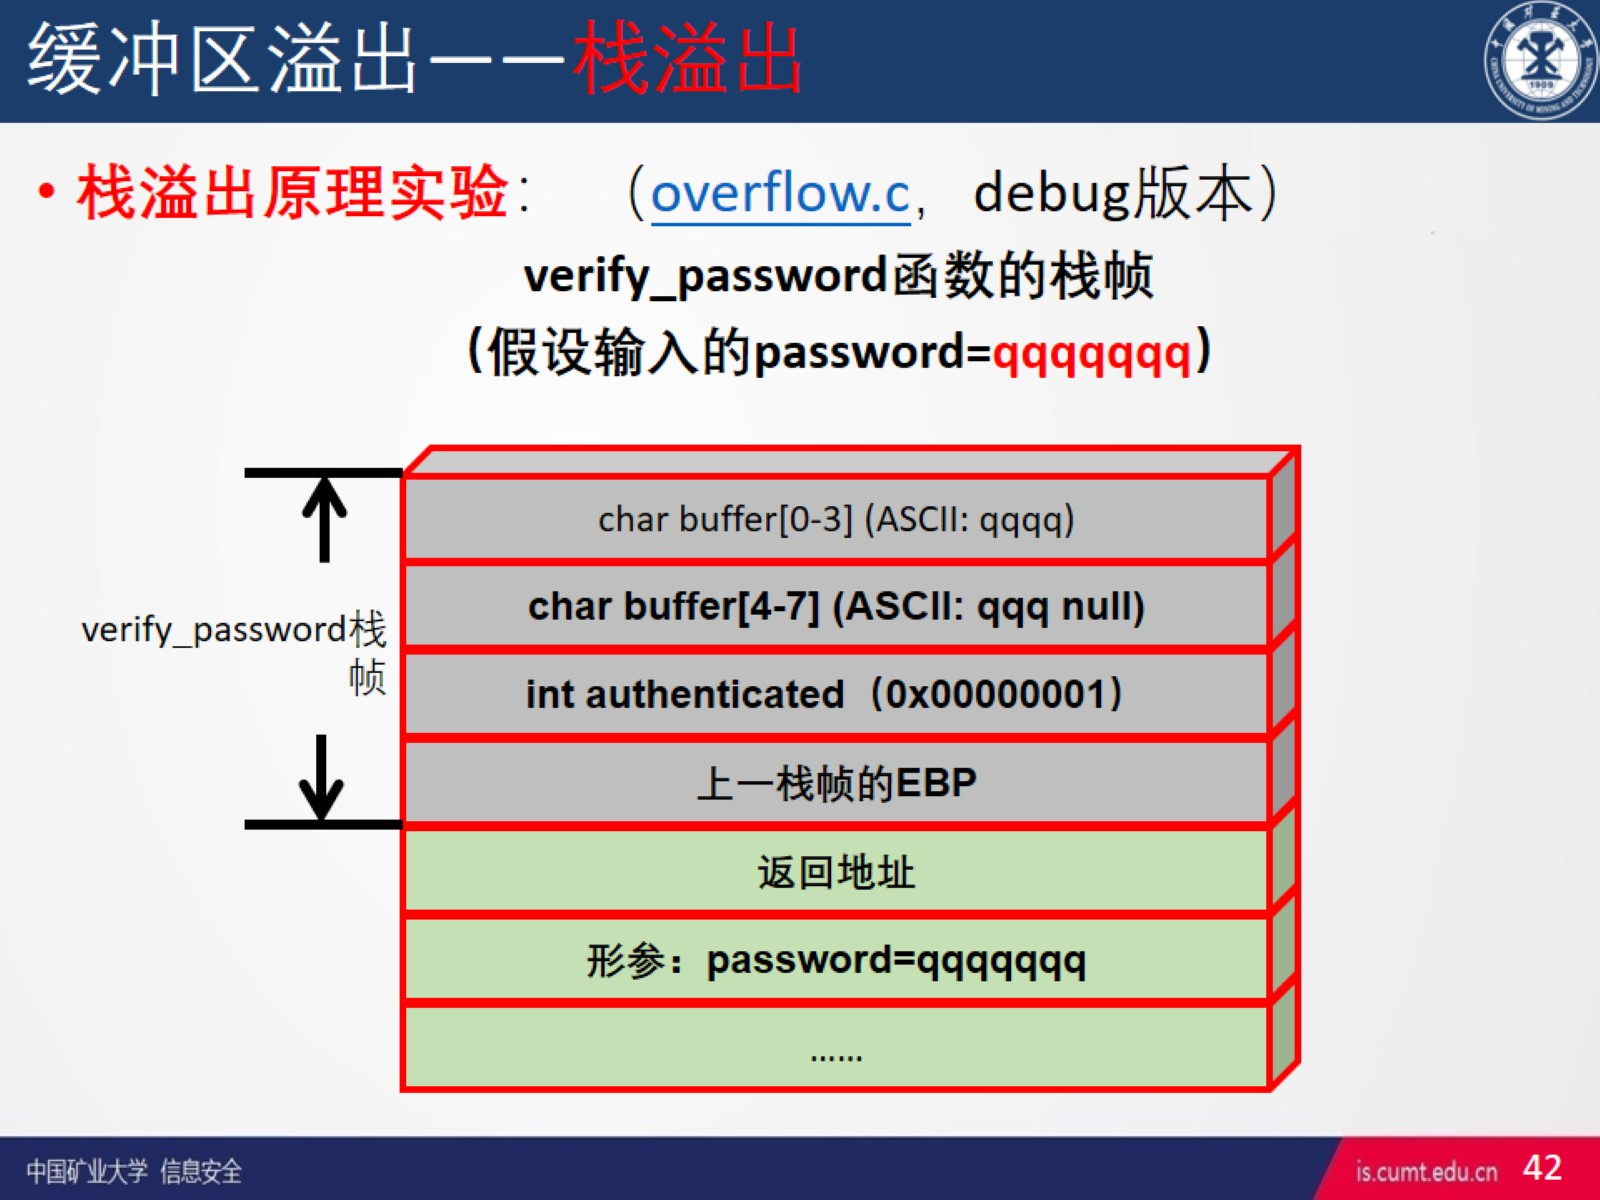 缓冲区溢出——栈溢出
• 栈溢出原理实验： （overflow.c, debug版本）
verify_password函数的栈帧
(假设输入的password=qqqqqqq)
char buffer[0-3] (ASCII: qqqq)
char buffer[4-7] (ASCII: qqq null)
verify_password栈
帧
int authenticated（0x00000001）
上一栈帧的EBP
返回地址
形参：password=qqqqqqq
......
中国矿业大学 信息安全
is.cumt.edu.cn 42
1909